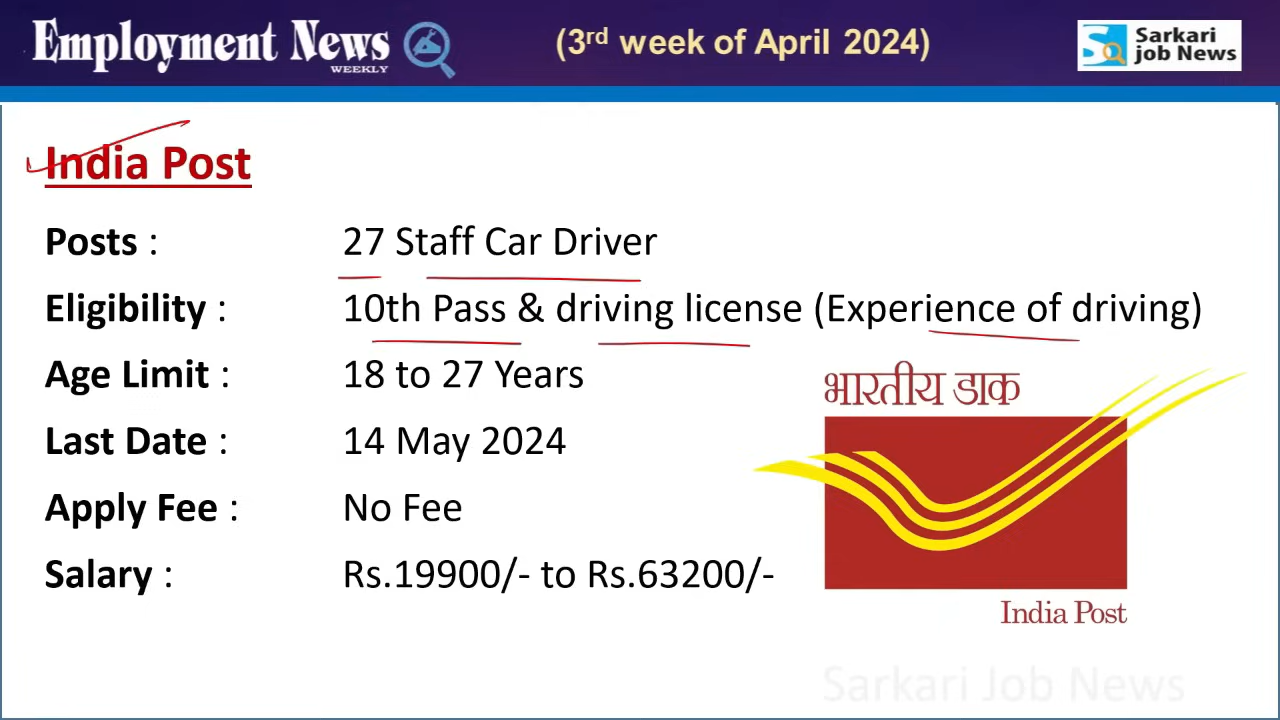 Employment News
WEEKLY
(3rd week of April 2024)
Sarkari
Job News
India Post
Posts : 27 Staff Car Driver
Eligibility : 10th Pass & driving license (Experience of driving)
Age Limit : 18 to 27 Years
भारतीय डाक
Last Date : 14 May 2024
Apply Fee : No Fee
Salary : Rs.19900/- to Rs.63200/-
India Post
Sarkari Job News